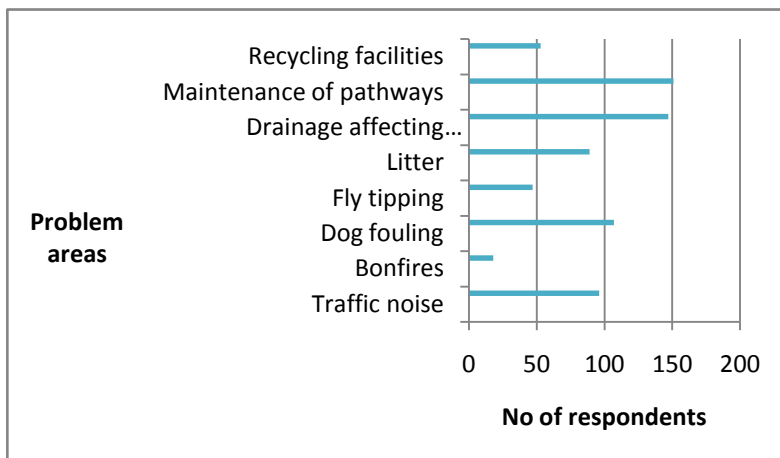 Recycling facilities
Maintenance of pathways
Drainage affecting...
Litter
Fly tipping
Dog fouling
Bonfires
Traffic noise
Problem
areas
0 50 100 150 200
No of respondents